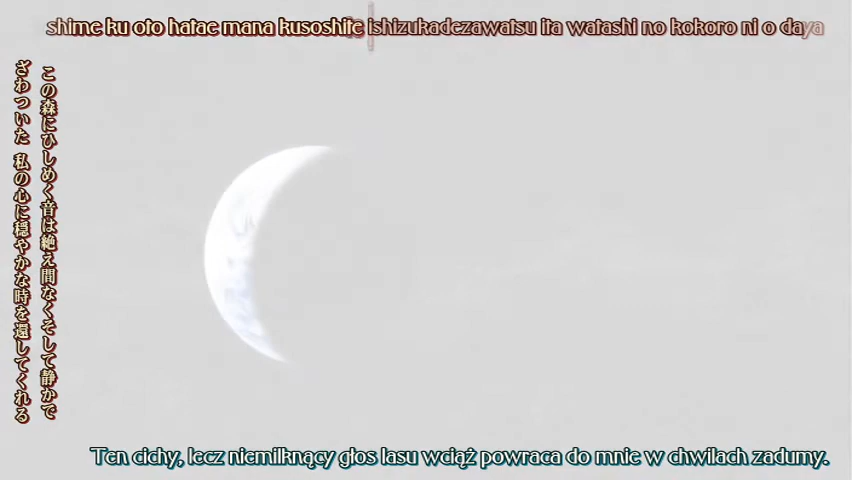 shime ku oto hatae mana kusoshite ishizukadezawatsu ita watashi no kokoro ni o daya
この森にひしめく音は絶え間なくそして静かで
ざわついた 私の心に穏やかな時を還してくれる
Ten cichy, lecz niemilknący głos lasu wciąż powraca do mnie w chwilach zadumy.